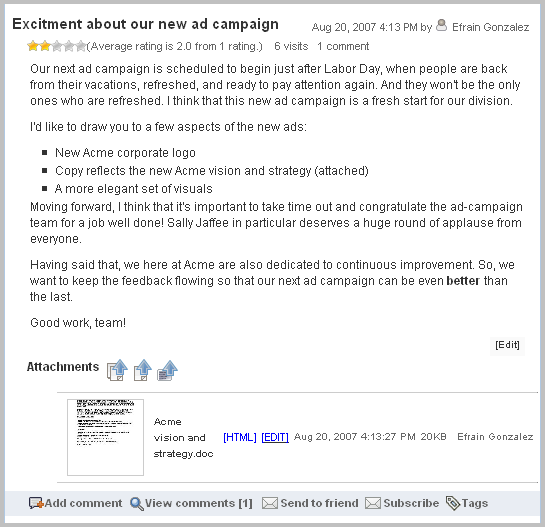 Excitment about our new ad campaign
Aug 20, 2007 4:13 PM by Efrain Gonzalez
(Average rating is 2.0 from 1 rating.) 6 visits 1 comment
Our next ad campaign is scheduled to begin just after Labor Day, when people are back
from their vacations, refreshed, and ready to pay attention again. And they won't be the only
ones who are refreshed. I think that this new ad campaign is a fresh start for our division.
I'd like to draw you to a few aspects of the new ads:
New Acme corporate logo
Copy reflects the new Acme vision and strategy (attached)
A more elegant set of visuals
Moving forward, I think that it's important to take time out and congratulate the ad-campaign
team for a job well done! Sally Jaffee in particular deserves a huge round of applause from
everyone.
Having said that, we here at Acme are also dedicated to continuous improvement. So, we
want to keep the feedback flowing so that our next ad campaign can be even better than
the last.
Good work, team!
[Edit]
Attachments
Acme
vision and
strategy.doc
[HTML] [EDIT] Aug 20, 2007 4:13:27 PM 20KB Efrain Gonzalez
Add comment View comments [1] Send to friend Subscribe Tags